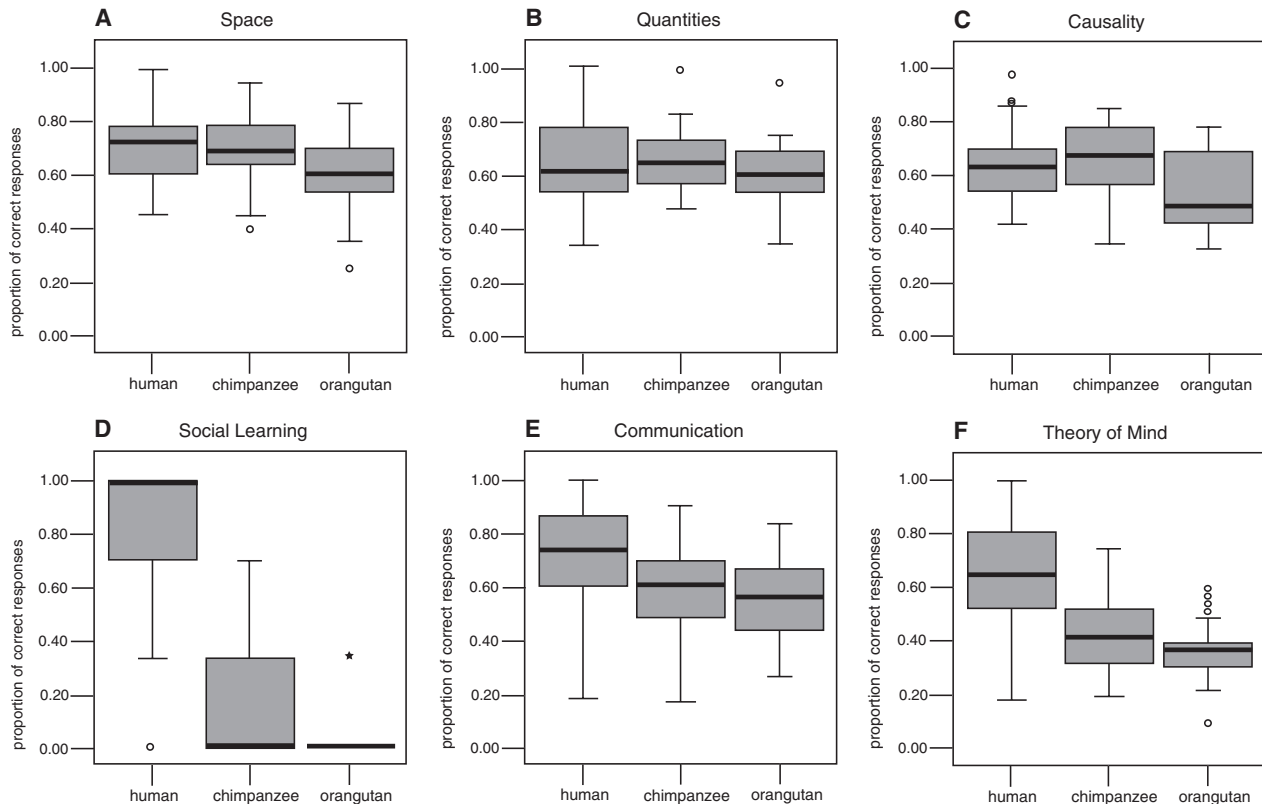 A Space
proportion of correct responses
1.00
0.80
0.60
0.40
0.20
0.00
human chimpanzee orangutan
B Quantities
proportion of correct responses
1.00
0.80
0.60
0.40
0.20
0.00
human chimpanzee orangutan
C Causality
proportion of correct responses
1.00
0.80
0.60
0.40
0.20
0.00
human chimpanzee orangutan
D Social Learning
proportion of correct responses
1.00
0.80
0.60
0.40
0.20
0.00
human chimpanzee orangutan
E Communication
proportion of correct responses
1.00
0.80
0.60
0.40
0.20
0.00
human chimpanzee orangutan
F Theory of Mind
proportion of correct responses
1.00
0.80
0.60
0.40
0.20
0.00
human chimpanzee orangutan